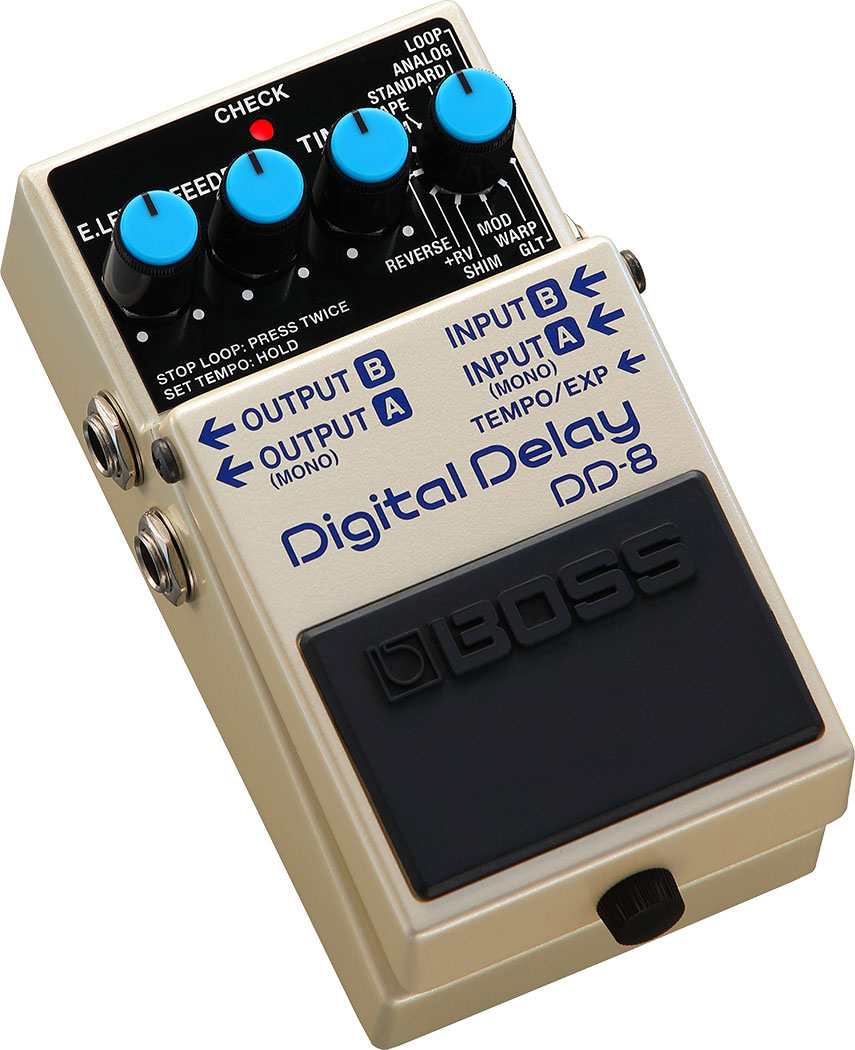 LOOP
ANALOG
STANDARD
CHECK
REVERSE
+RV
SHIM
MOD
WARP
GLT
STOP LOOP: PRESS TWICE
SET TEMPO: HOLD
INPUT B
INPUT A
(MONO)
TEMPO/EXP
OUTPUT B
OUTPUT A
(MONO)
Digital Delay
DD-8
BOSS